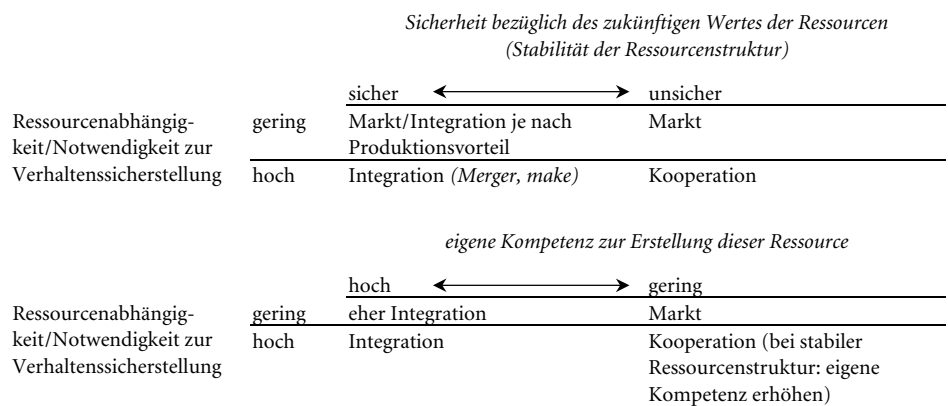 Sicherheit bezüglich des zukünftigen Wertes der Ressourcen
(Stabilität der Ressourcenstruktur)
sicher unsicher
Ressourcenabhängig- gering Markt/Integration je nach Markt
keit/Notwendigkeit zur Produktionsvorteil
Verhaltenssicherstellung hoch Integration (Merger, make) Kooperation
eigene Kompetenz zur Erstellung dieser Ressource
hoch gering
Ressourcenabhängig- gering eher Integration Markt
keit/Notwendigkeit zur hoch Integration Kooperation (bei stabiler
Verhaltenssicherstellung Ressourcenstruktur: eigene
Kompetenz erhöhen)